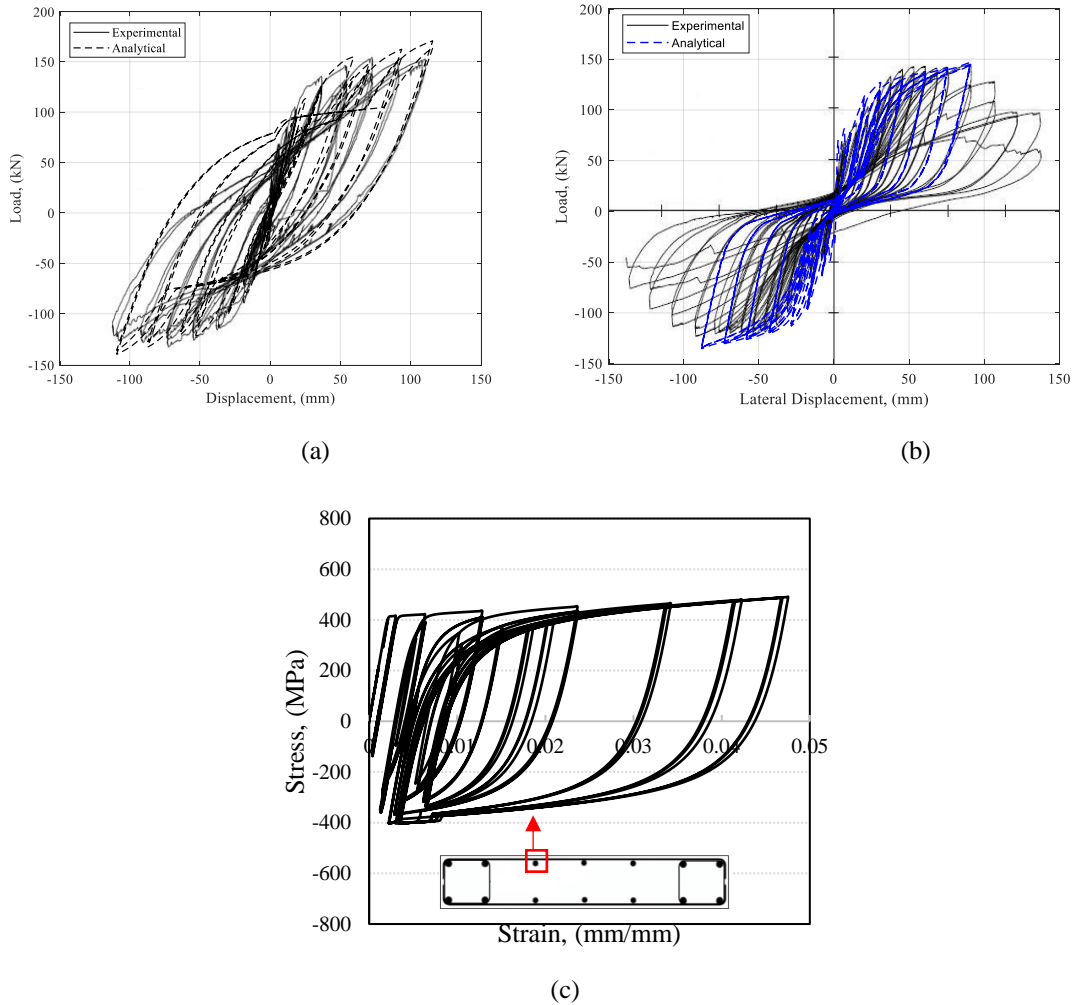 Experimental
Analytical
200
150
100
50
0
-50
-100
-150
Load, (kN)
-150 -100 -50 0 50 100 150
Displacement, (mm)
(a)
Experimental
Analytical
200
150
100
50
0
-50
-100
-150
Load, (kN)
-150 -100 -50 0 50 100 150
Lateral Displacement, (mm)
(b)
800
600
400
200
0
-200
-400
-600
-800
Stress, (MPa)
0 0.01 0.02 0.03 0.04 0.05
Strain, (mm/mm)
(c)